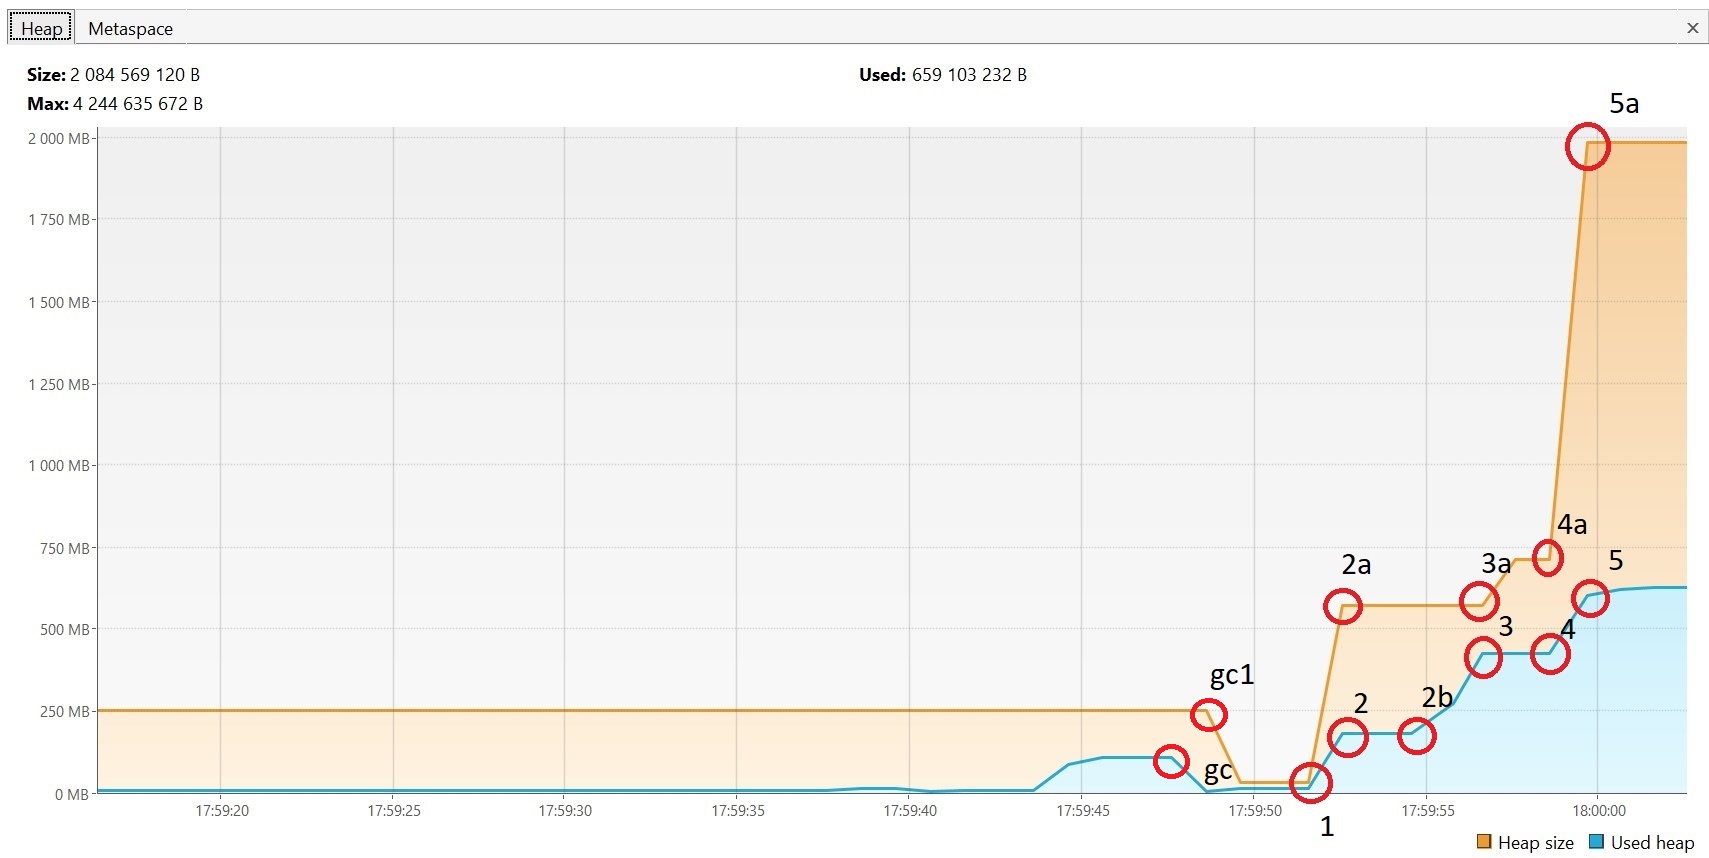 Heap Metaspace ×
Size: 2 084 569 120 B Used: 659 103 232 B
Max: 4 244 635 672 B
5a
2 000 MB
1 750 MB
1 500 MB
1 250 MB
1 000 MB
750 MB
500 MB
250 MB
0 MB
4a
2a
3a
5
3
4
gc1
2
2b
gc
1
17:59:20 17:59:25 17:59:30 17:59:35 17:59:40 17:59:45 17:59:50 17:59:55 18:00:00
Heap size Used heap